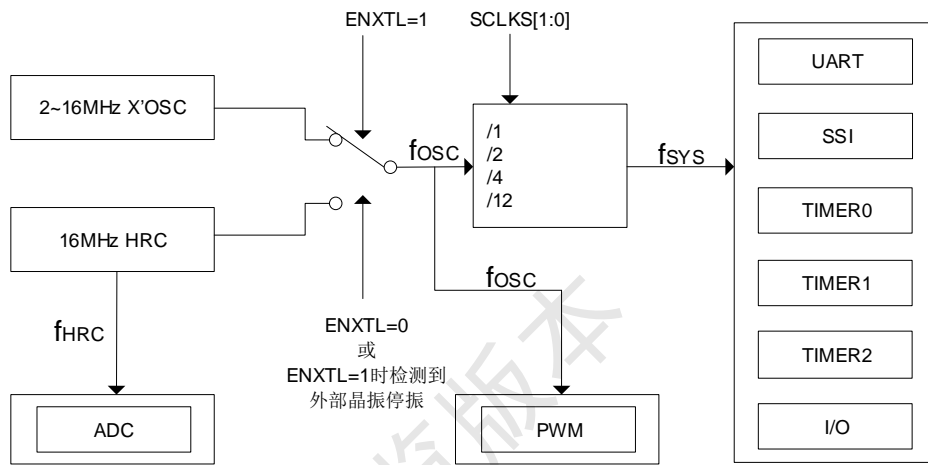 ENXTL=1
SCLKS[1:0]
2~16MHz X'OSC
16MHz HRC
fOSC
/1
/2
/4
/12
fSYS
fOSC
fHRC
ENXTL=0
或
ENXTL=1时检测到
外部晶振停振
ADC
PWM
UART
SSI
TIMER0
TIMER1
TIMER2
I/O
版本